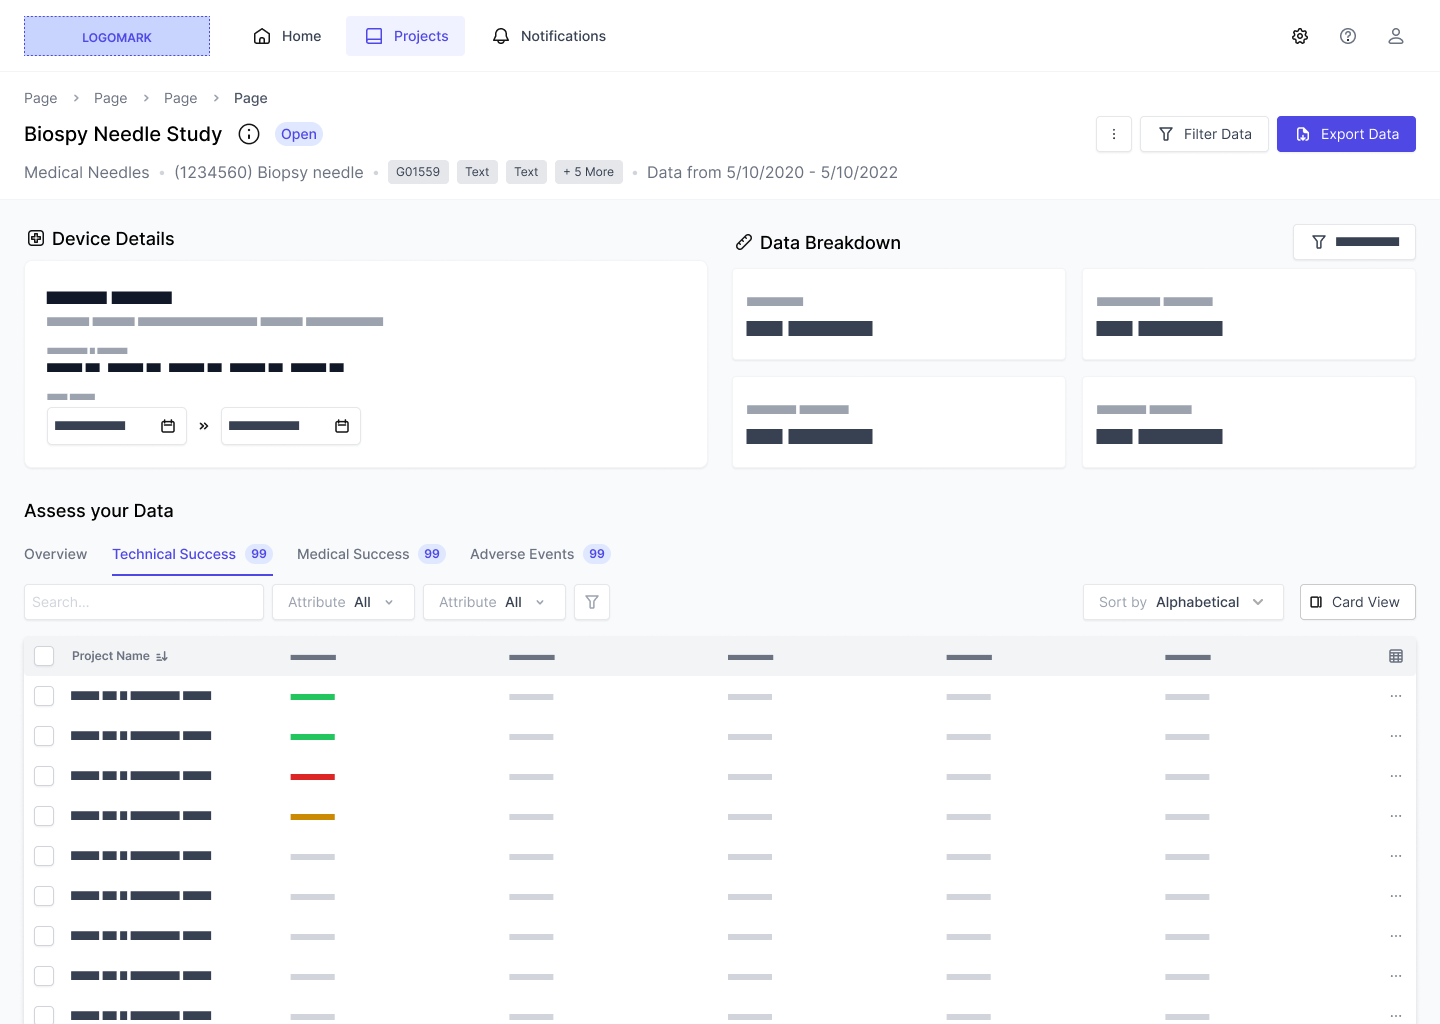 LOGOMARK Home Projects Notifications
Page Page Page Page
Biospy Needle Study Open Filter Data Export Data
Medical Needles • (1234560) Biopsy needle • G01559 Text Text + 5 More • Data from 5/10/2020 - 5/10/2022
Device Details
Data Breakdown
Assess your Data
Overview Technical Success 99 Medical Success 99 Adverse Events 99
Search... Attribute All Attribute All Sort by Alphabetical Card View
Project Name